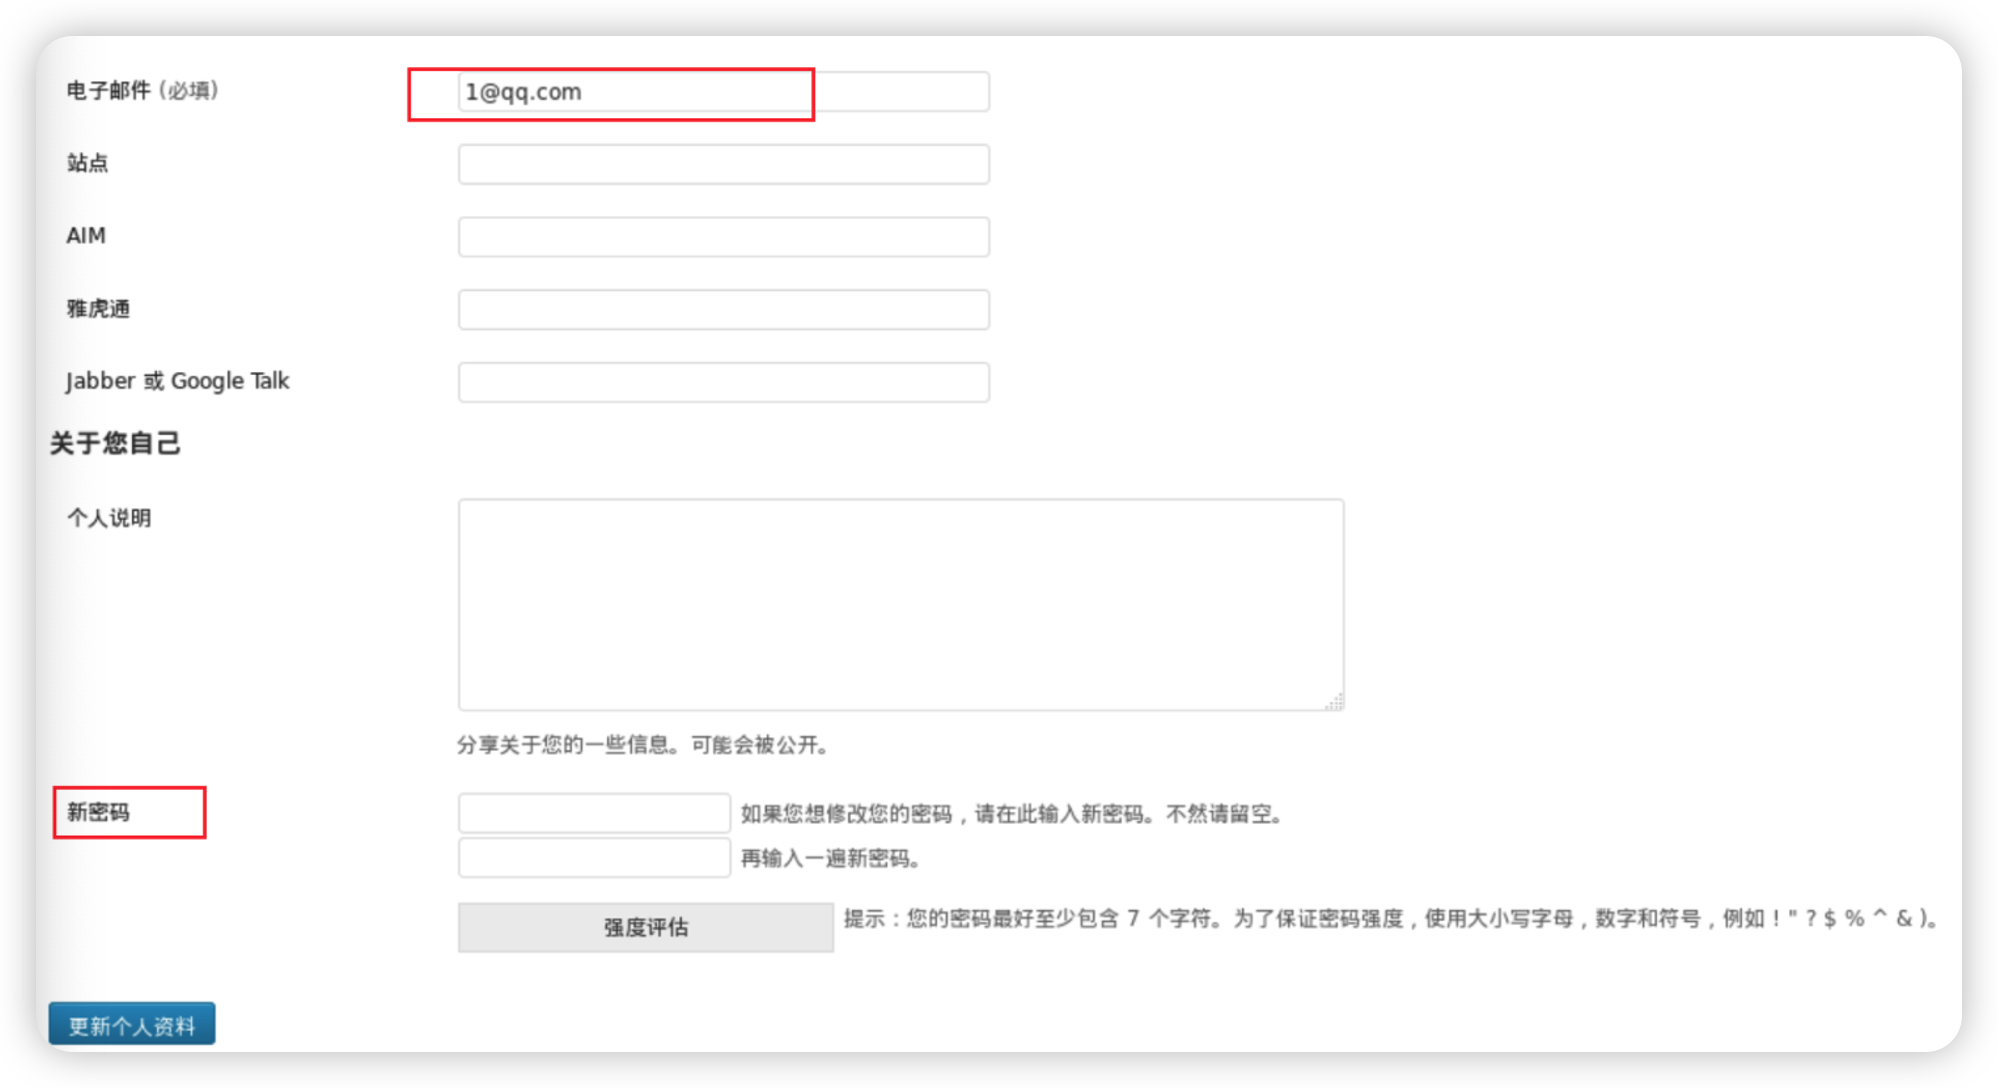 电子邮件 (必填)
1@qq.com
站点
AIM
雅虎通
Jabber 或 Google Talk
关于您自己
个人说明
分享关于您的一些信息。可能会被公开。
新密码
如果您想修改您的密码，请在此输入新密码。不然请留空。
再输入一遍新密码。
强度评估
提示：您的密码最好至少包含 7 个字符。为了保证密码强度，使用大小写字母，数字和符号，例如 ! " ? $ % ^ & )。
更新个人资料